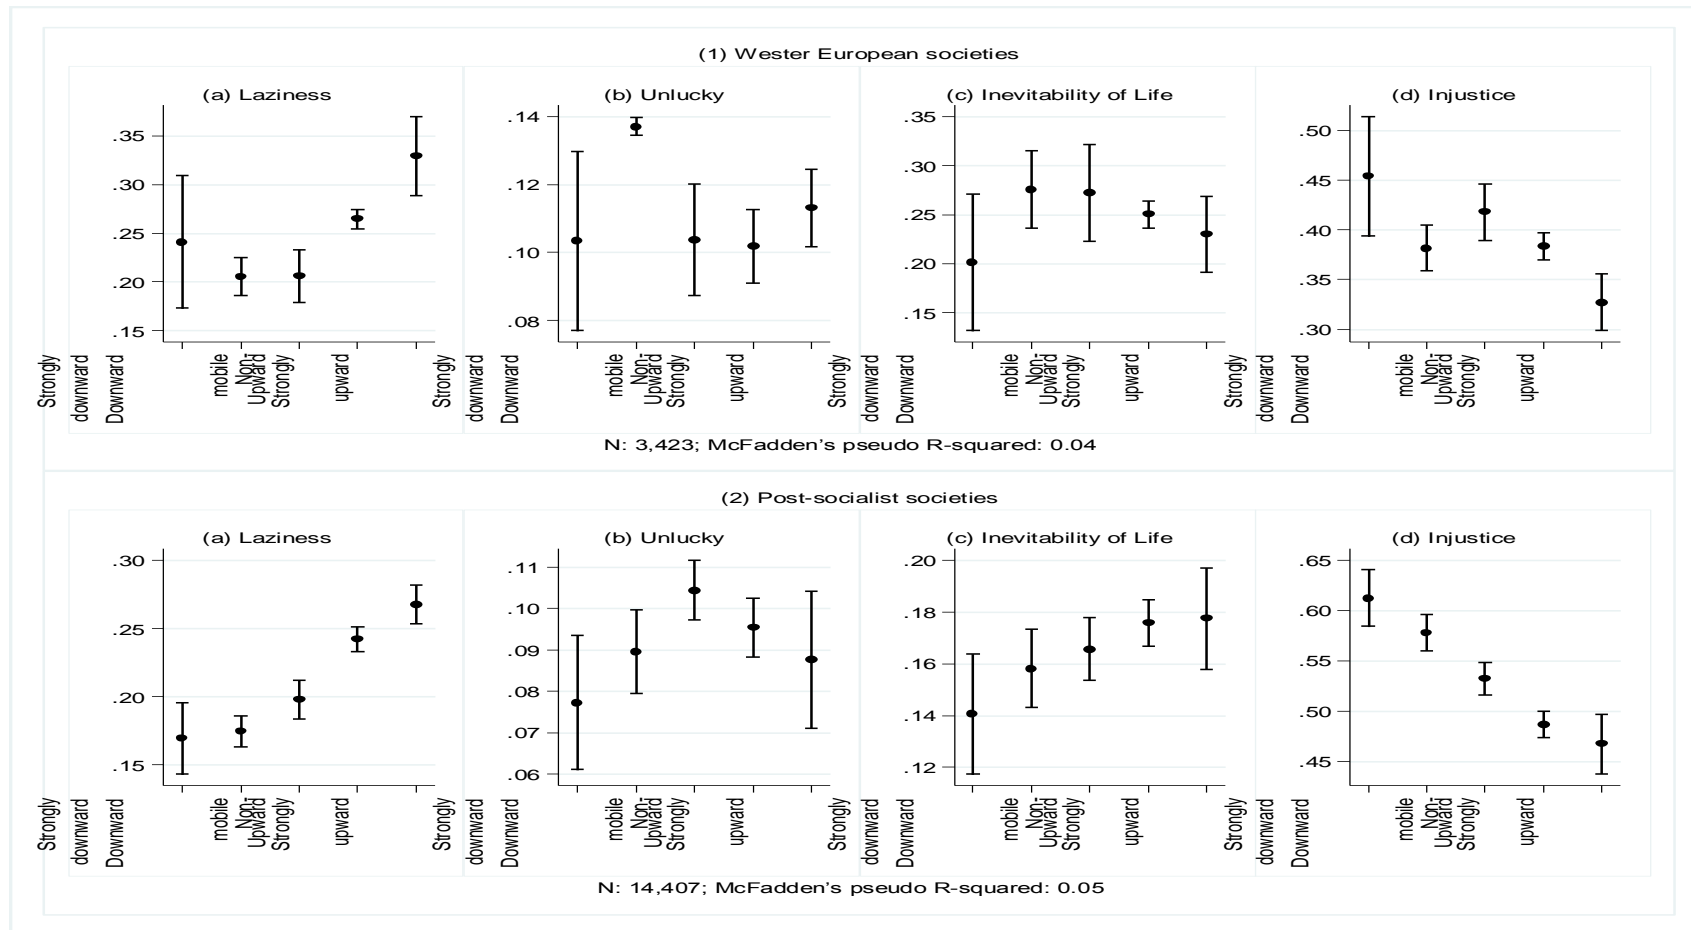 (1) Wester European societies
(a) Laziness
(b) Unlucky
(c) Inevitability of Life
(d) Injustice
.35
.30
.25
.20
.15
.14
.12
.10
.08
.35
.30
.25
.20
.15
.50
.45
.40
.35
.30
Strongly
downward
Downward
mobile
Non-
Upward
Strongly
upward
Strongly
downward
Downward
mobile
Non-
Upward
Strongly
upward
Strongly
downward
Downward
mobile
Non-
Upward
Strongly
upward
Strongly
downward
Downward
mobile
Non-
Upward
Strongly
upward
N: 3,423; McFadden's pseudo R-squared: 0.04
(2) Post-socialist societies
(a) Laziness
(b) Unlucky
(c) Inevitability of Life
(d) Injustice
.30
.25
.20
.15
.11
.10
.09
.08
.07
.06
.20
.18
.16
.14
.12
.65
.60
.55
.50
.45
Strongly
downward
Downward
mobile
Non-
Upward
Strongly
upward
Strongly
downward
Downward
mobile
Non-
Upward
Strongly
upward
Strongly
downward
Downward
mobile
Non-
Upward
Strongly
upward
Strongly
downward
Downward
mobile
Non-
Upward
Strongly
upward
N: 14,407; McFadden's pseudo R-squared: 0.05